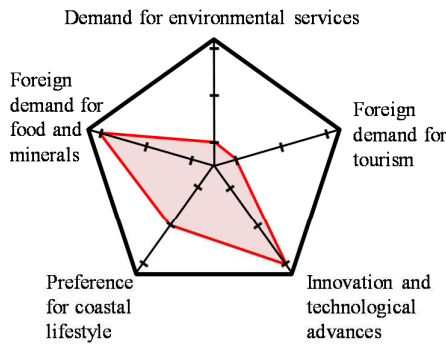 Demand for environmental services
Foreign
demand for
food and
minerals
Foreign
demand for
tourism
Preference
for coastal
lifestyle
Innovation and
technological
advances